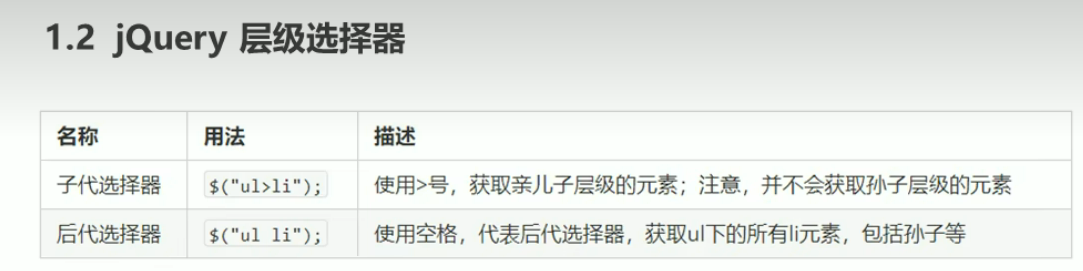 1.2 jQuery 层级选择器
名称 用法 描述
子代选择器 $("ul>li"); 使用>号，获取亲儿子层级的元素；注意，并不会获取孙子层级的元素
后代选择器 $("ul li"); 使用空格，代表后代选择器，获取ul下的所有li元素，包括孙子等